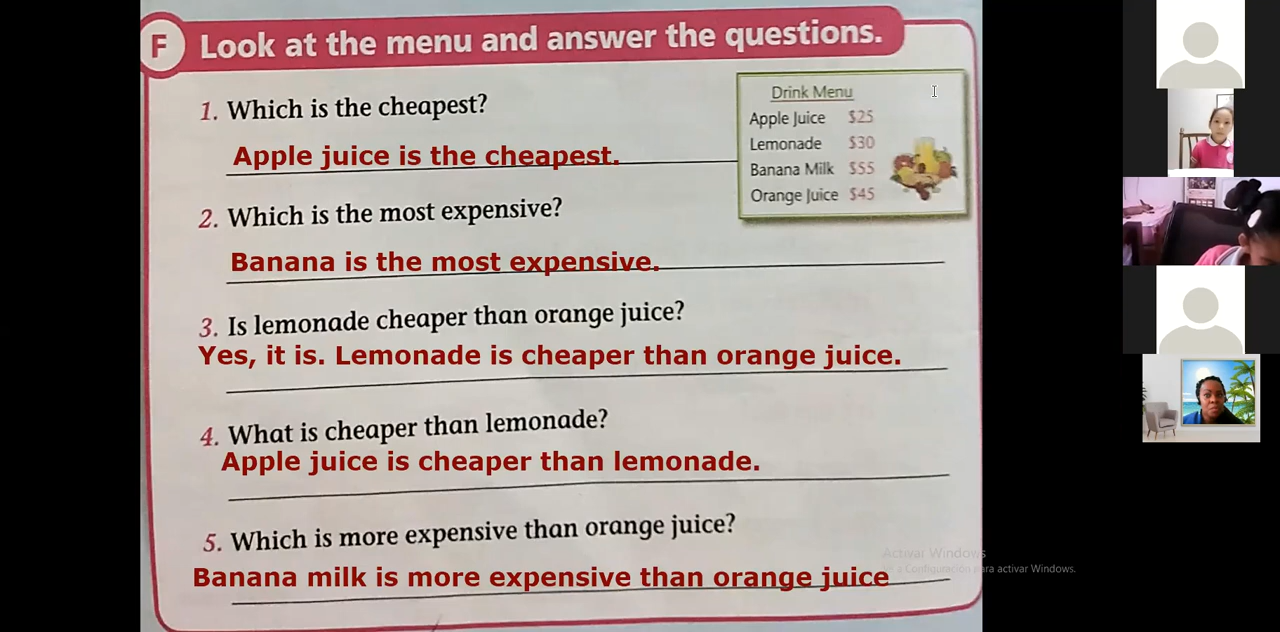 F Look at the menu and answer the questions.
Drink Menu
Apple Juice $25
Lemonade $30
Banana Milk $55
Orange Juice $45
1. Which is the cheapest?
Apple juice is the cheapest.
2. Which is the most expensive?
Banana is the most expensive.
3. Is lemonade cheaper than orange juice?
Yes, it is. Lemonade is cheaper than orange juice.
4. What is cheaper than lemonade?
Apple juice is cheaper than lemonade.
5. Which is more expensive than orange juice?
Banana milk is more expensive than orange juice
Activar Windows
a Configuración para activar Windows.